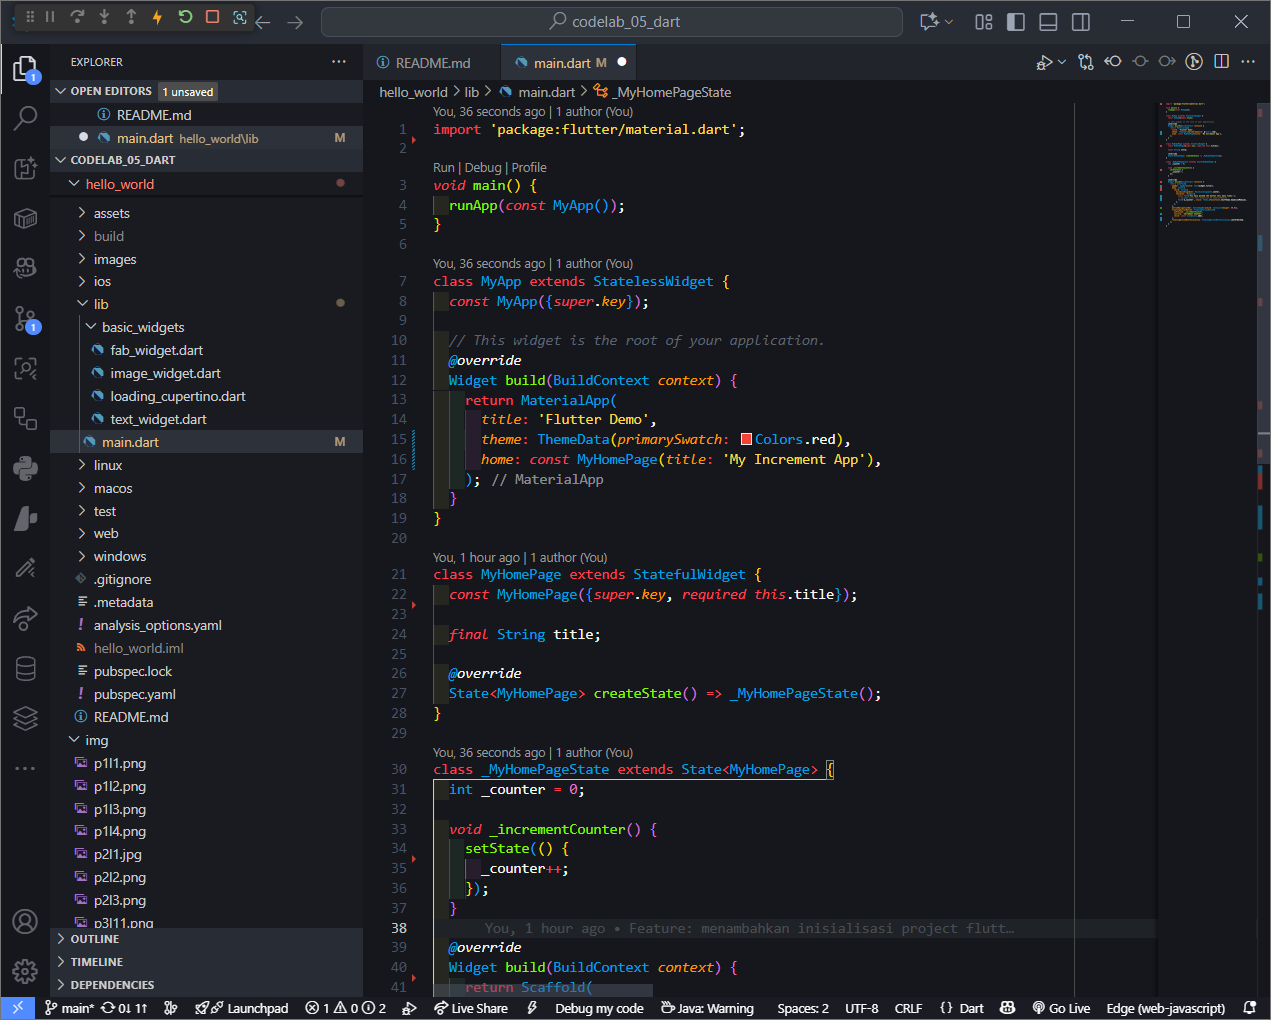 codelab_05_dart
EXPLORER
OPEN EDITORS 1 unsaved
README.md
main.dart hello_world\lib M
CODELAB_05_DART
hello_world
assets
build
images
ios
lib
basic_widgets
fab_widget.dart
image_widget.dart
loading_cupertino.dart
text_widget.dart
main.dart M
linux
macos
test
web
windows
.gitignore
.metadata
analysis_options.yaml
hello_world.iml
pubspec.lock
pubspec.yaml
README.md
img
p1l1.png
p1l2.png
p1l3.png
p1l4.png
p2l1.jpg
p2l2.png
p2l3.png
p3l11.png
OUTLINE
TIMELINE
DEPENDENCIES
1
1
README.md main.dart M
hello_world > lib > main.dart > _MyHomePageState
You, 36 seconds ago | 1 author (You)
1 import 'package:flutter/material.dart';
2
Run | Debug | Profile
3 void main() {
4 runApp(const MyApp());
5 }
6
You, 36 seconds ago | 1 author (You)
7 class MyApp extends StatelessWidget {
8 const MyApp({super.key});
9
10 // This widget is the root of your application.
11 @override
12 Widget build(BuildContext context) {
13 return MaterialApp(
14 title: 'Flutter Demo',
15 theme: ThemeData(primarySwatch: Colors.red),
16 home: const MyHomePage(title: 'My Increment App'),
17 ); // MaterialApp
18 }
19 }
20
You, 1 hour ago | 1 author (You)
21 class MyHomePage extends StatefulWidget {
22 const MyHomePage({super.key, required this.title});
23
24 final String title;
25
26 @override
27 State<MyHomePage> createState() => _MyHomePageState();
28 }
29
You, 36 seconds ago | 1 author (You)
30 class _MyHomePageState extends State<MyHomePage> {
31 int _counter = 0;
32
33 void _incrementCounter() {
34 setState(() {
35 _counter++;
36 });
37 }
38 You, 1 hour ago • Feature: menambahkan inisialisasi project flutt…
39 @override
40 Widget build(BuildContext context) {
41 return Scaffold(
main* 0↓ 1↑ Launchpad 1 0 2 Live Share Debug my code Java: Warning Spaces: 2 UTF-8 CRLF {} Dart Go Live Edge (web-javascript)